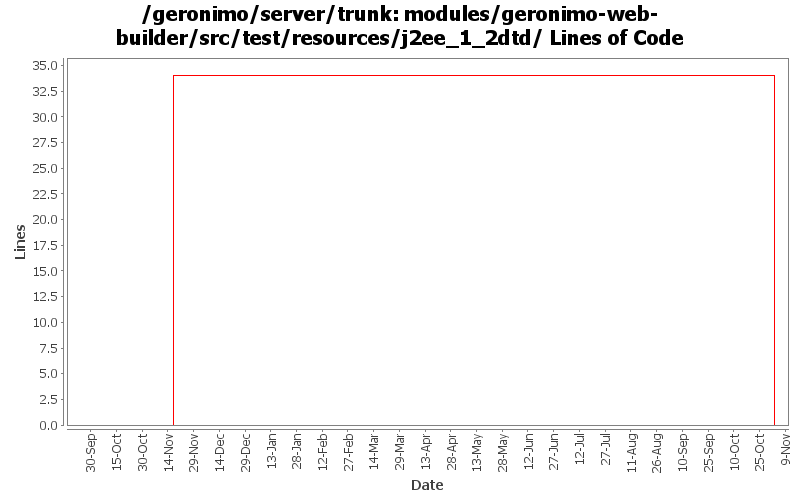 /geronimo/server/trunk: modules/geronimo-web-
builder/src/test/resources/j2ee_1_2dtd/ Lines of Code
35.0
32.5
30.0
27.5
25.0
22.5
20.0
17.5
15.0
12.5
10.0
7.5
5.0
2.5
0.0
Lines
30-Sep
15-Oct
30-Oct
14-Nov
29-Nov
14-Dec
29-Dec
13-Jan
28-Jan
12-Feb
27-Feb
14-Mar
29-Mar
13-Apr
28-Apr
13-May
28-May
12-Jun
27-Jun
12-Jul
27-Jul
11-Aug
26-Aug
10-Sep
25-Sep
10-Oct
25-Oct
9-Nov
Date